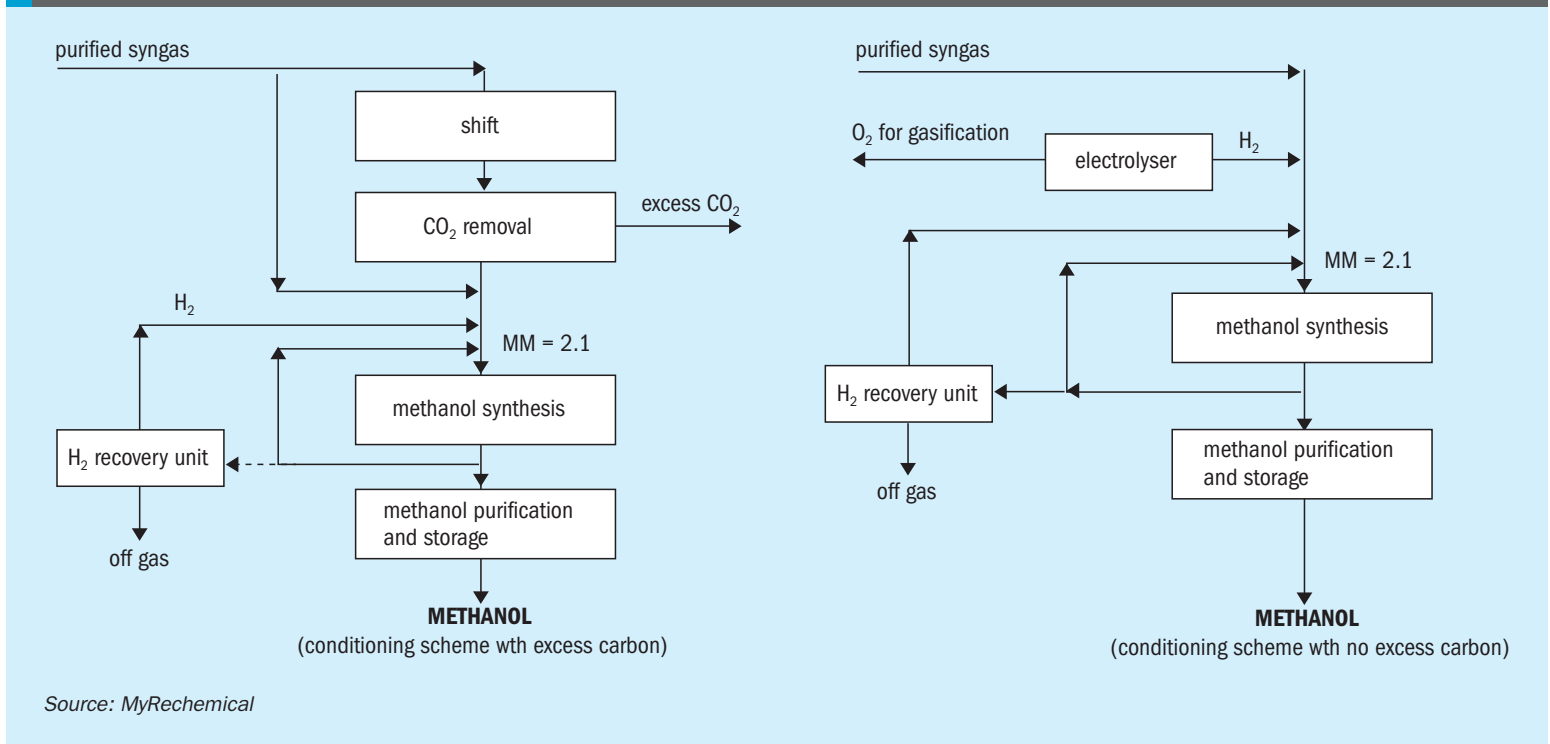 purified syngas
shift
CO₂ removal
excess CO₂
H₂
MM = 2.1
methanol synthesis
H₂ recovery unit
off gas
methanol purification
and storage
METHANOL
(conditioning scheme wth excess carbon)
purified syngas
O₂ for gasification
electrolyser
H₂
MM = 2.1
methanol synthesis
H₂ recovery unit
off gas
methanol purification
and storage
METHANOL
(conditioning scheme wth no excess carbon)
Source: MyRechemical